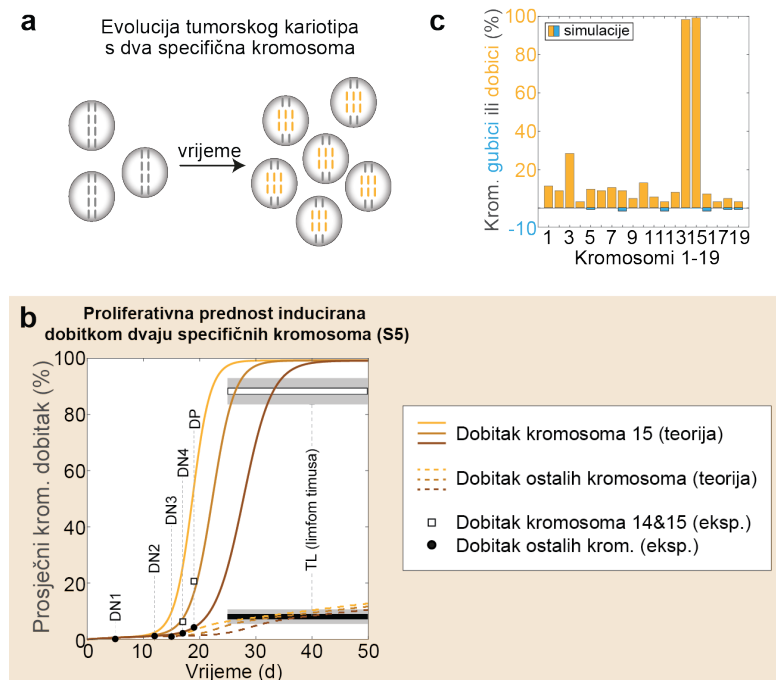 a
Evolucija tumorskog kariotipa
s dva specifična kromosoma
vrijeme
c
Krom. gubici ili dobici (%)
100
80
60
40
20
-10
simulacije
1 3 5 7 9 11 13 15 17 19
Kromosomi 1-19
b
Proliferativna prednost inducirana
dobitkom dvaju specifičnih kromosoma (S5)
Prosječni krom. dobitak (%)
100
80
60
40
20
0
DN1
DN2
DN3
DN4
DP
TL (limfom timusa)
0 10 20 30 40 50
Vrijeme (d)
Dobitak kromosoma 15 (teorija)
Dobitak ostalih kromosoma (teorija)
Dobitak kromosoma 14&15 (eksp.)
Dobitak ostalih krom. (eksp.)